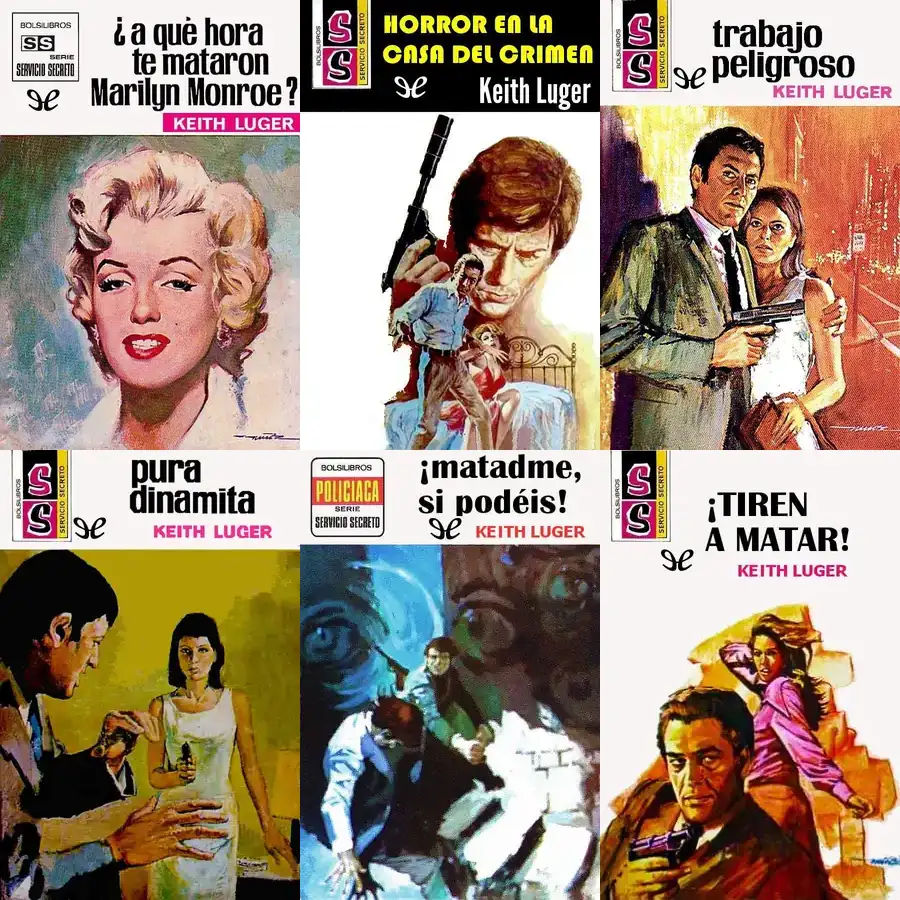 BOLSILIBROS
SS
SERIE
SERVICIO SECRETO
¿a qué hora
te mataron
Marilyn Monroe?
KEITH LUGER
BOLSILIBROS
SS
SERVICIO SECRETO
HORROR EN LA
CASA DEL CRIMEN
Keith Luger
BOLSILIBROS
SS
SERVICIO SECRETO
trabajo
peligroso
KEITH LUGER
BOLSILIBROS
SS
SERVICIO SECRETO
pura
dinamita
KEITH LUGER
BOLSILIBROS
POLICIACA
SERIE
SERVICIO SECRETO
¡matadme,
si podéis!
KEITH LUGER
BOLSILIBROS
SS
SERVICIO SECRETO
¡TIREN
A MATAR!
KEITH LUGER